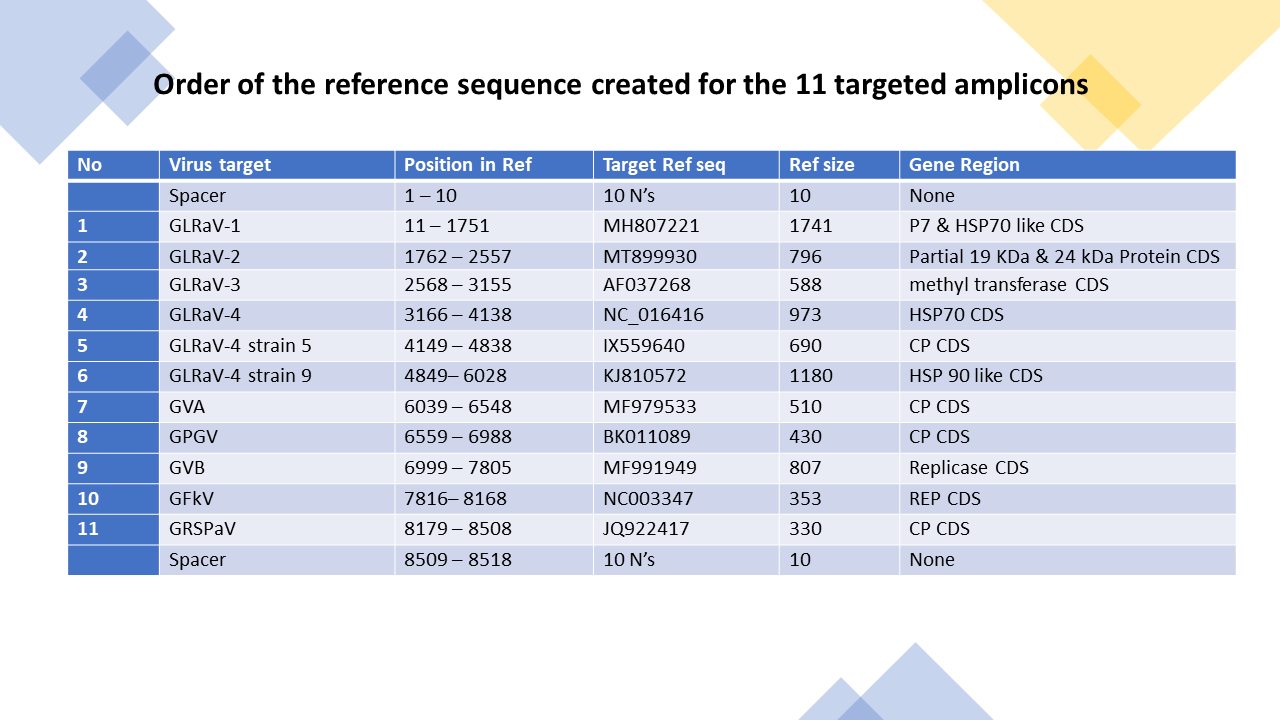 Order of the reference sequence created for the 11 targeted amplicons
No Virus target Position in Ref Target Ref seq Ref size Gene Region
Spacer 1 – 10 10 N’s 10 None
1 GLRaV-1 11 – 1751 MH807221 1741 P7 & HSP70 like CDS
2 GLRaV-2 1762 – 2557 MT899930 796 Partial 19 KDa & 24 kDa Protein CDS
3 GLRaV-3 2568 – 3155 AF037268 588 methyl transferase CDS
4 GLRaV-4 3166 – 4138 NC_016416 973 HSP70 CDS
5 GLRaV-4 strain 5 4149 – 4838 IX559640 690 CP CDS
6 GLRaV-4 strain 9 4849– 6028 KJ810572 1180 HSP 90 like CDS
7 GVA 6039 – 6548 MF979533 510 CP CDS
8 GPGV 6559 – 6988 BK011089 430 CP CDS
9 GVB 6999 – 7805 MF991949 807 Replicase CDS
10 GFkV 7816– 8168 NC003347 353 REP CDS
11 GRSPaV 8179 – 8508 JQ922417 330 CP CDS
Spacer 8509 – 8518 10 N’s 10 None